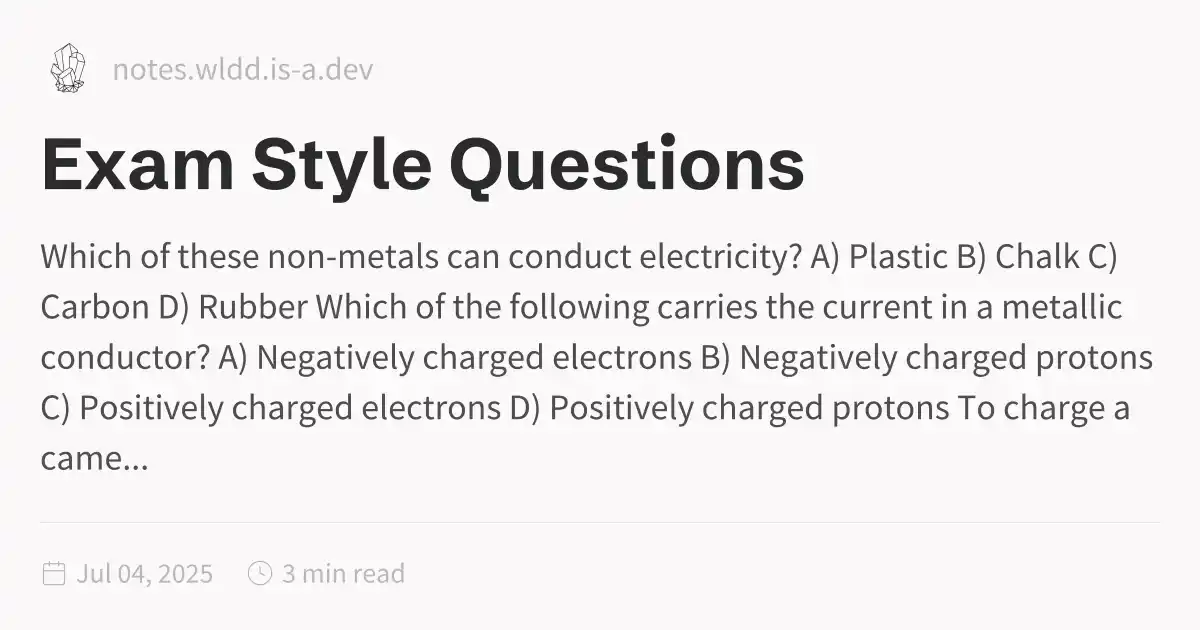 notes.wldd.is-a.dev
Exam Style Questions
Which of these non-metals can conduct electricity? A) Plastic B) Chalk C)
Carbon D) Rubber Which of the following carries the current in a metallic
conductor? A) Negatively charged electrons B) Negatively charged protons
C) Positively charged electrons D) Positively charged protons To charge a
came...
Jul 04, 2025 3 min read